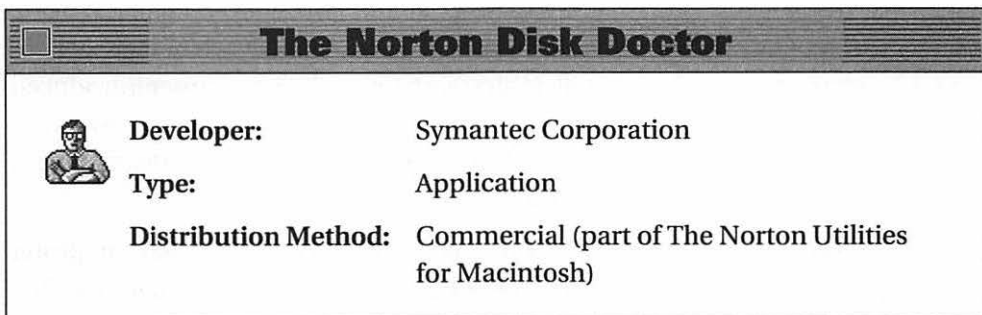 The Norton Disk Doctor
Developer: Symantec Corporation
Type: Application
Distribution Method: Commercial (part of The Norton Utilities
for Macintosh)